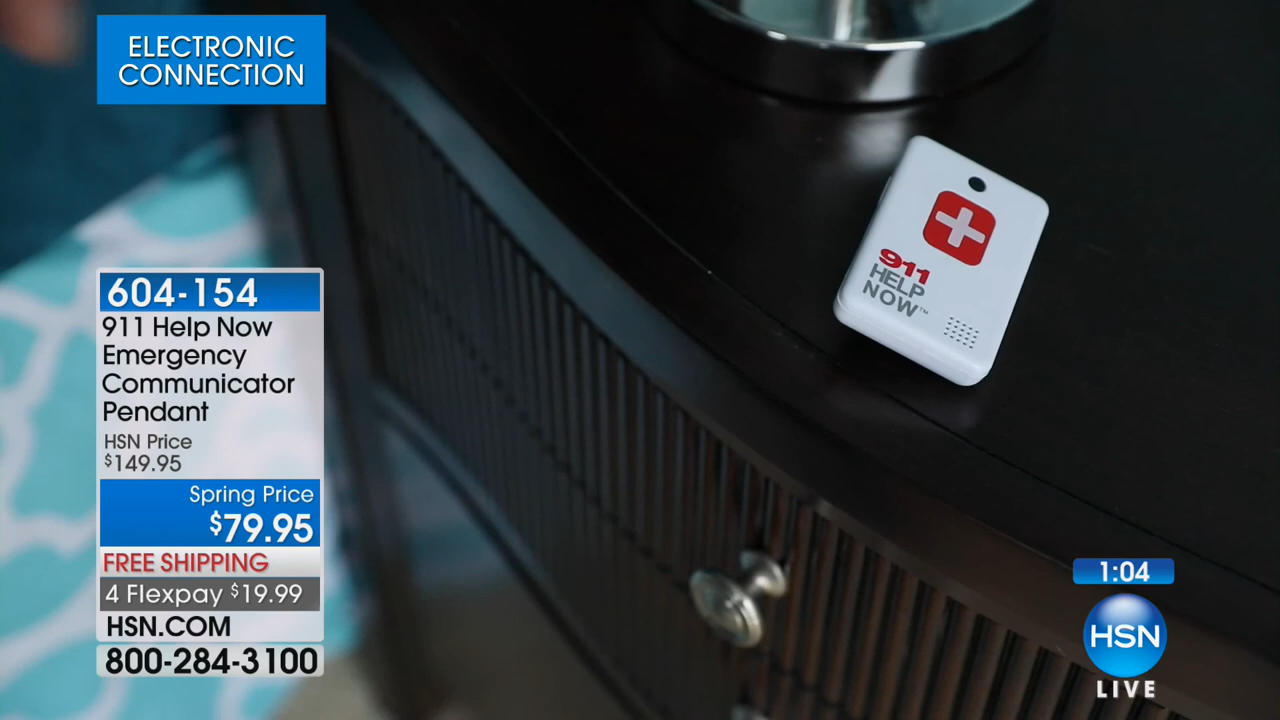 ELECTRONIC
CONNECTION
604-154
911 Help Now
Emergency
Communicator
Pendant
HSN Price
$149.95
Spring Price
$79.95
FREE SHIPPING
4 Flexpay $19.99
HSN.COM
800-284-3100
911
HELP
NOW™
1:04
HSN
LIVE